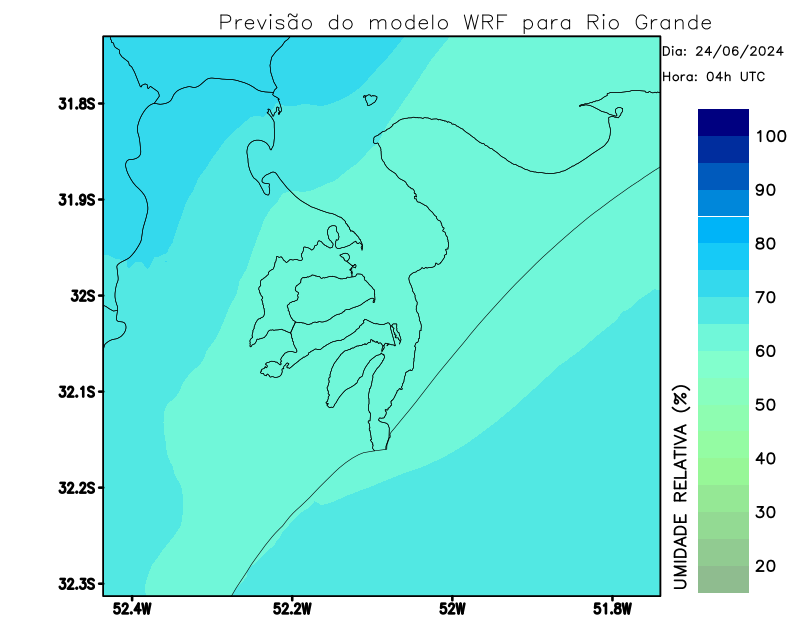 Previsão do modelo WRF para Rio Grande
Dia: 24/06/2024
Hora: 04h UTC
31.8S
31.9S
32S
32.1S
32.2S
32.3S
52.4W
52.2W
52W
51.8W
100
90
80
70
60
50
40
30
20
UMIDADE RELATIVA (%)